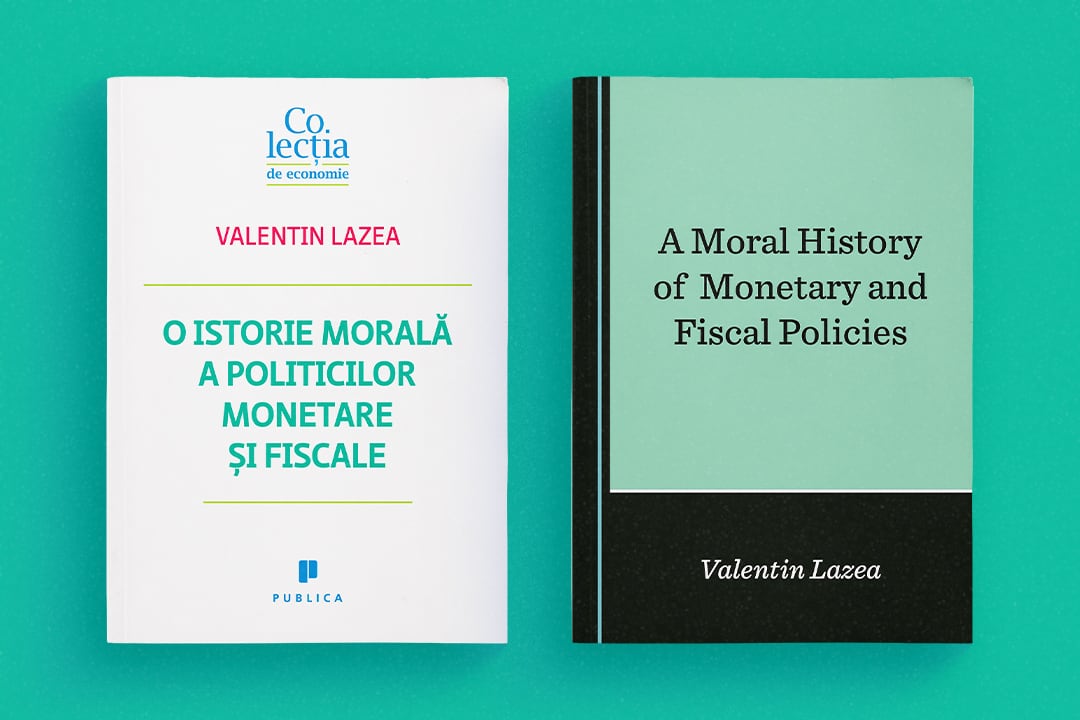 Co.
lecția
de economie
VALENTIN LAZEA
O ISTORIE MORALĂ
A POLITICILOR
MONETARE
ȘI FISCALE
PUBLICA
A Moral History
of Monetary and
Fiscal Policies
Valentin Lazea